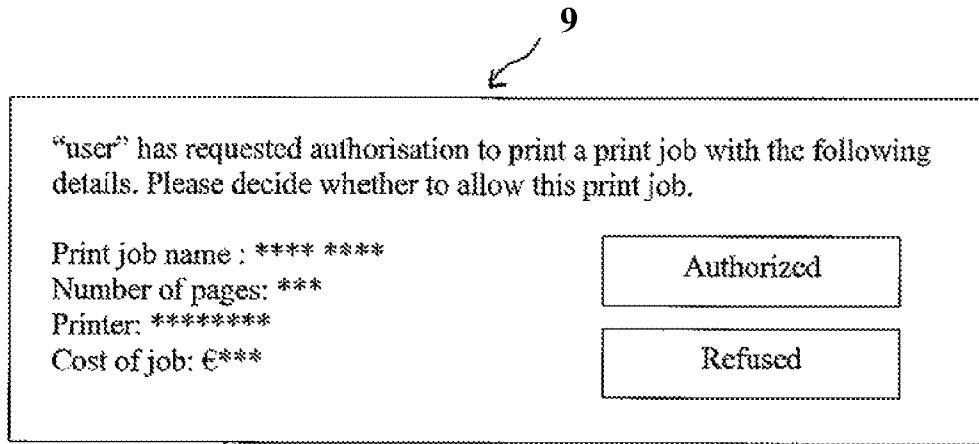 9
“user” has requested authorisation to print a print job with the following
details. Please decide whether to allow this print job.
Print job name : **** ****
Number of pages: ***
Printer: ********
Cost of job: €***
Authorized
Refused